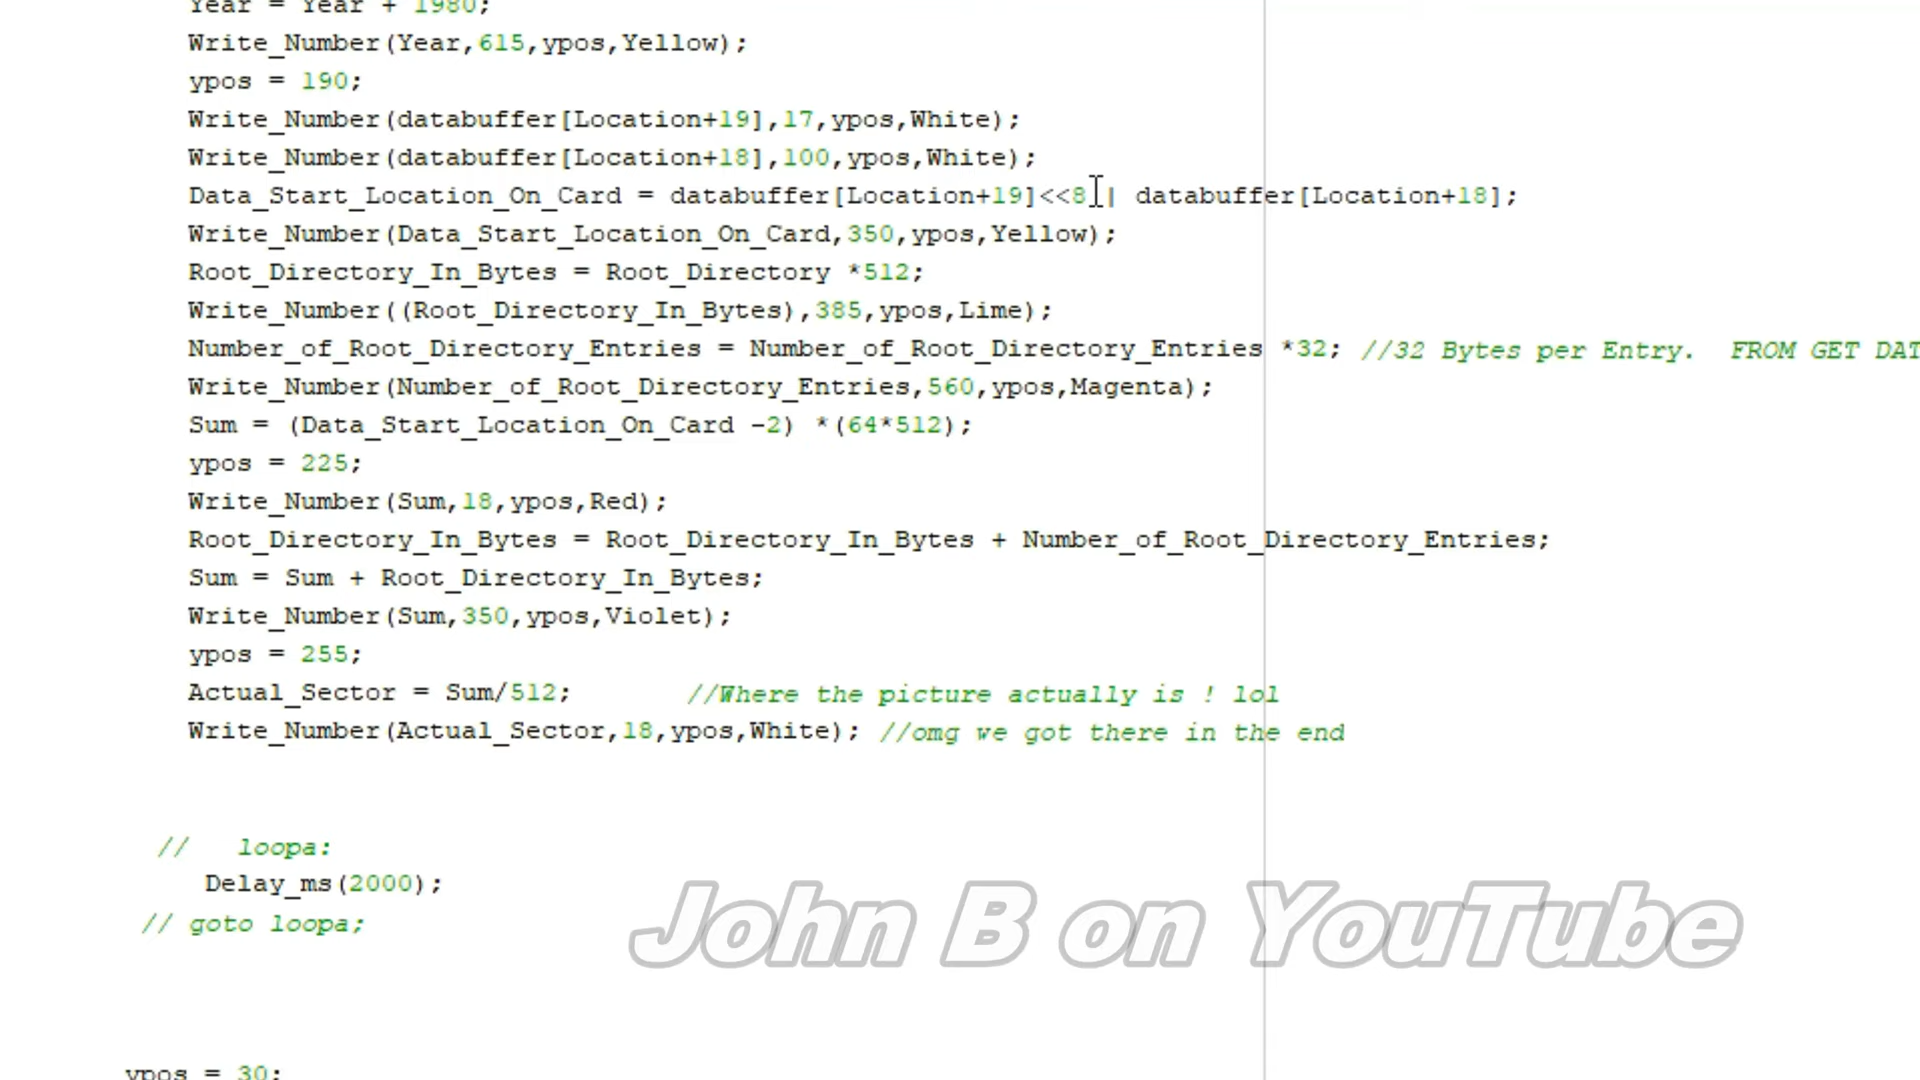 Year = Year + 1980;
Write_Number(Year,615,ypos,Yellow);
ypos = 190;
Write_Number(databuffer[Location+19],17,ypos,White);
Write_Number(databuffer[Location+18],100,ypos,White);
Data_Start_Location_On_Card = databuffer[Location+19]<<8 | databuffer[Location+18];
Write_Number(Data_Start_Location_On_Card,350,ypos,Yellow);
Root_Directory_In_Bytes = Root_Directory *512;
Write_Number((Root_Directory_In_Bytes),385,ypos,Lime);
Number_of_Root_Directory_Entries = Number_of_Root_Directory_Entries *32; //32 Bytes per Entry.  FROM GET DAT
Write_Number(Number_of_Root_Directory_Entries,560,ypos,Magenta);
Sum = (Data_Start_Location_On_Card -2) *(64*512);
ypos = 225;
Write_Number(Sum,18,ypos,Red);
Root_Directory_In_Bytes = Root_Directory_In_Bytes + Number_of_Root_Directory_Entries;
Sum = Sum + Root_Directory_In_Bytes;
Write_Number(Sum,350,ypos,Violet);
ypos = 255;
Actual_Sector = Sum/512; //Where the picture actually is ! lol
Write_Number(Actual_Sector,18,ypos,White); //omg we got there in the end
// loopa:
Delay_ms(2000);
// goto loopa;
John B on YouTube
ypos = 30;